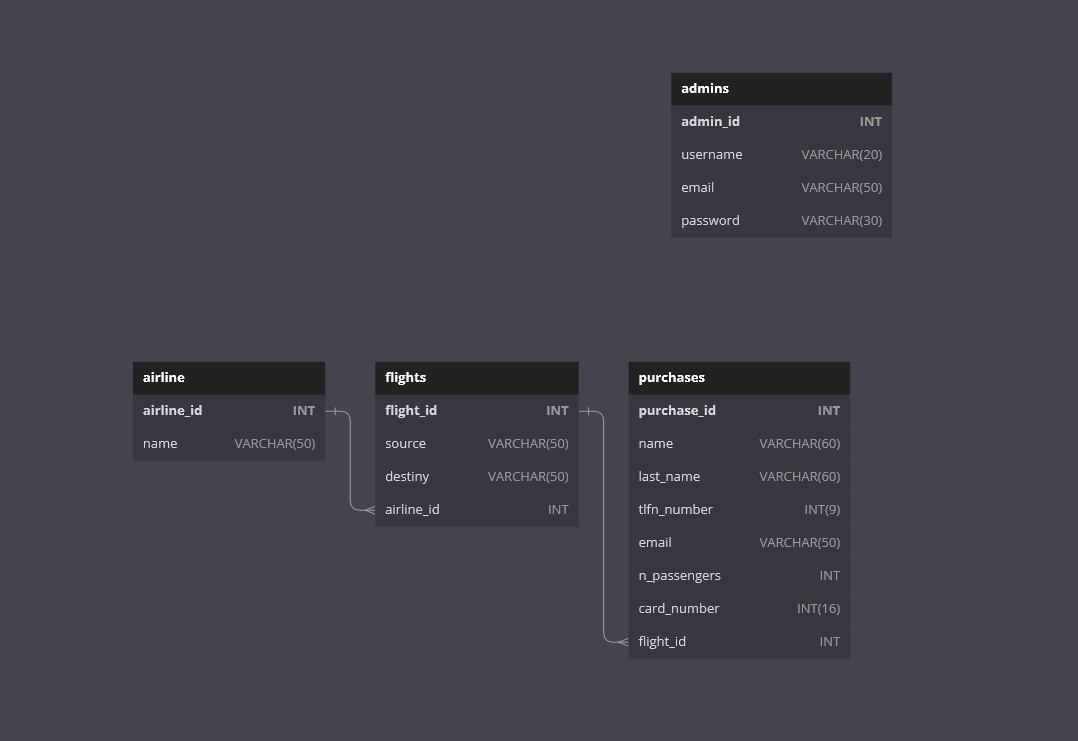 admins
admin_id INT
username VARCHAR(20)
email VARCHAR(50)
password VARCHAR(30)
airline
airline_id INT
name VARCHAR(50)
flights
flight_id INT
source VARCHAR(50)
destiny VARCHAR(50)
airline_id INT
purchases
purchase_id INT
name VARCHAR(60)
last_name VARCHAR(60)
tlfn_number INT(9)
email VARCHAR(50)
n_passengers INT
card_number INT(16)
flight_id INT